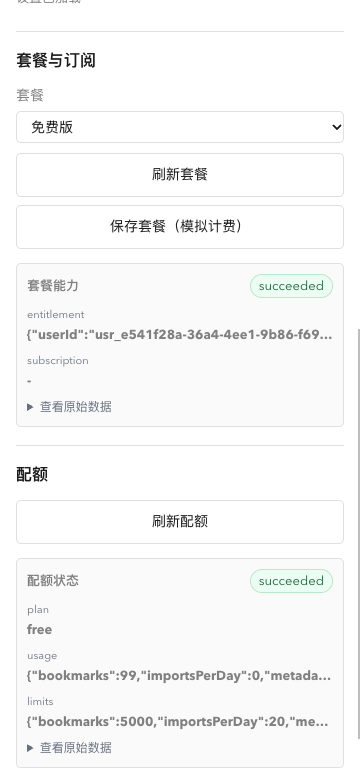 套餐与订阅
套餐
免费版
刷新套餐
保存套餐（模拟计费）
套餐能力
succeeded
entitlement
{"userId":"usr_e541f28a-36a4-4ee1-9b86-f69...
subscription
-
查看原始数据
配额
刷新配额
配额状态
succeeded
plan
free
usage
{"bookmarks":99,"importsPerDay":0,"metada...
limits
{"bookmarks":5000,"importsPerDay":20,"me...
查看原始数据